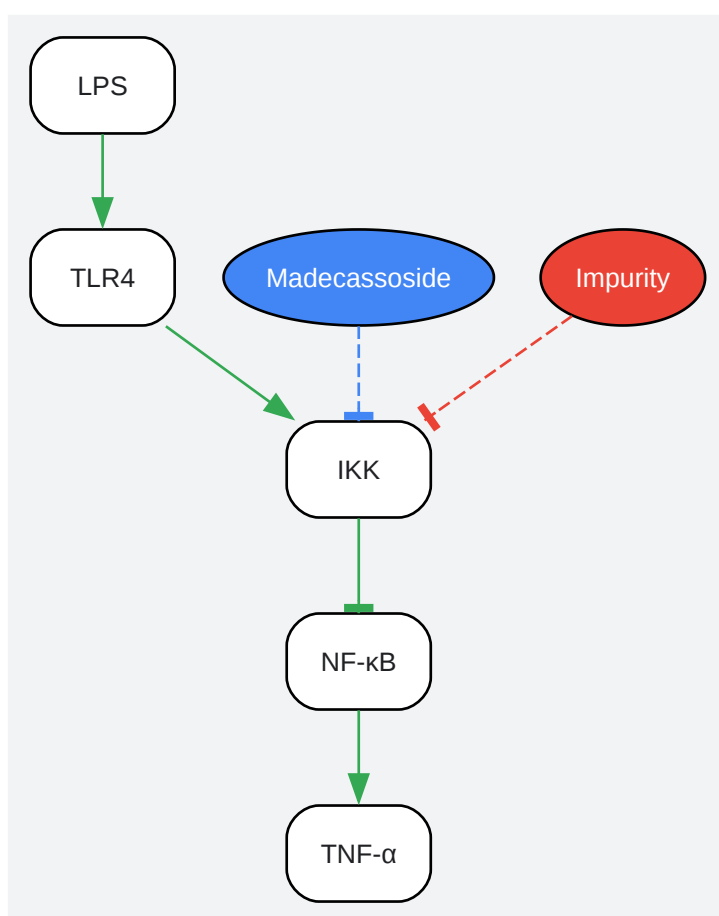 LPS
TLR4
Madecassoside
Impurity
IKK
NF-κB
TNF-α